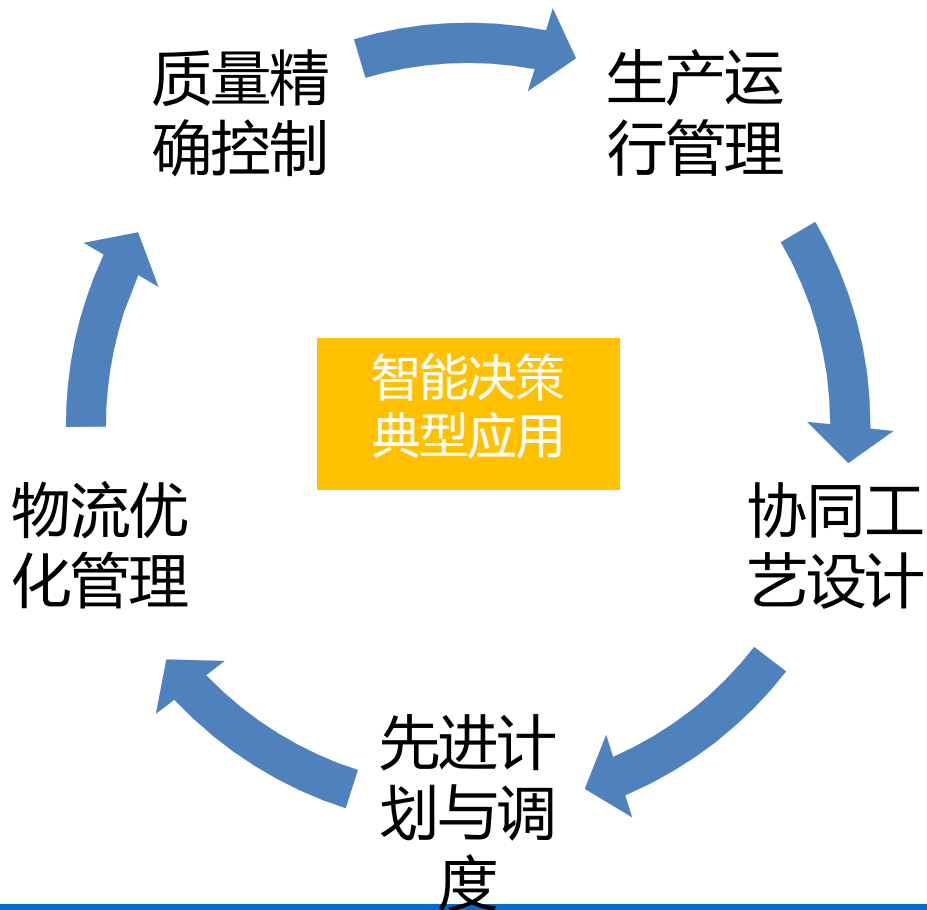 质量精
确控制
生产运
行管理
智能决策
典型应用
物流优
化管理
协同工
艺设计
先进计
划与调
度